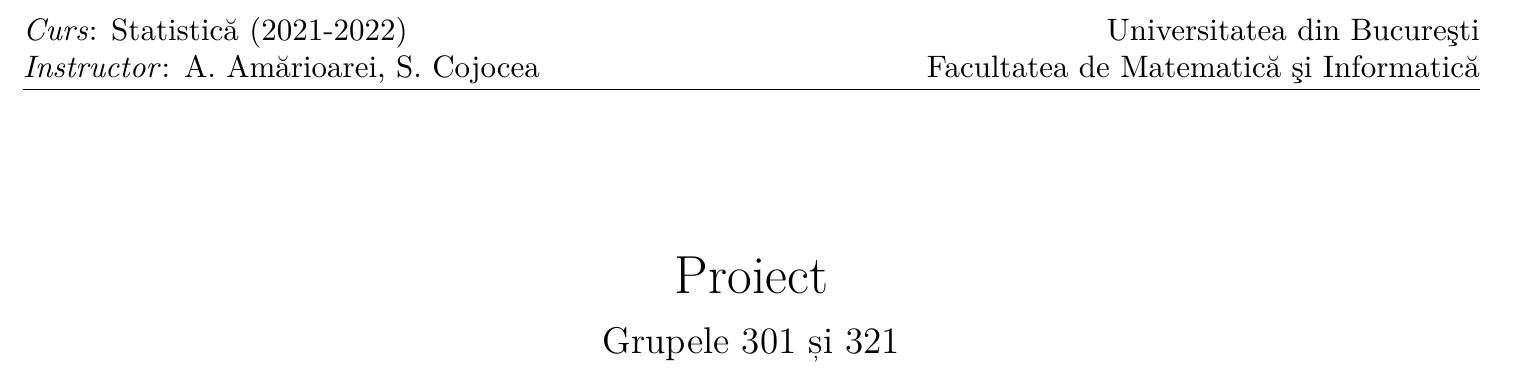 Curs: Statistică (2021-2022)
Universitatea din Bucureşti
Instructor: A. Amărioarei, S. Cojocea
Facultatea de Matematică şi Informatică
Proiect
Grupele 301 și 321